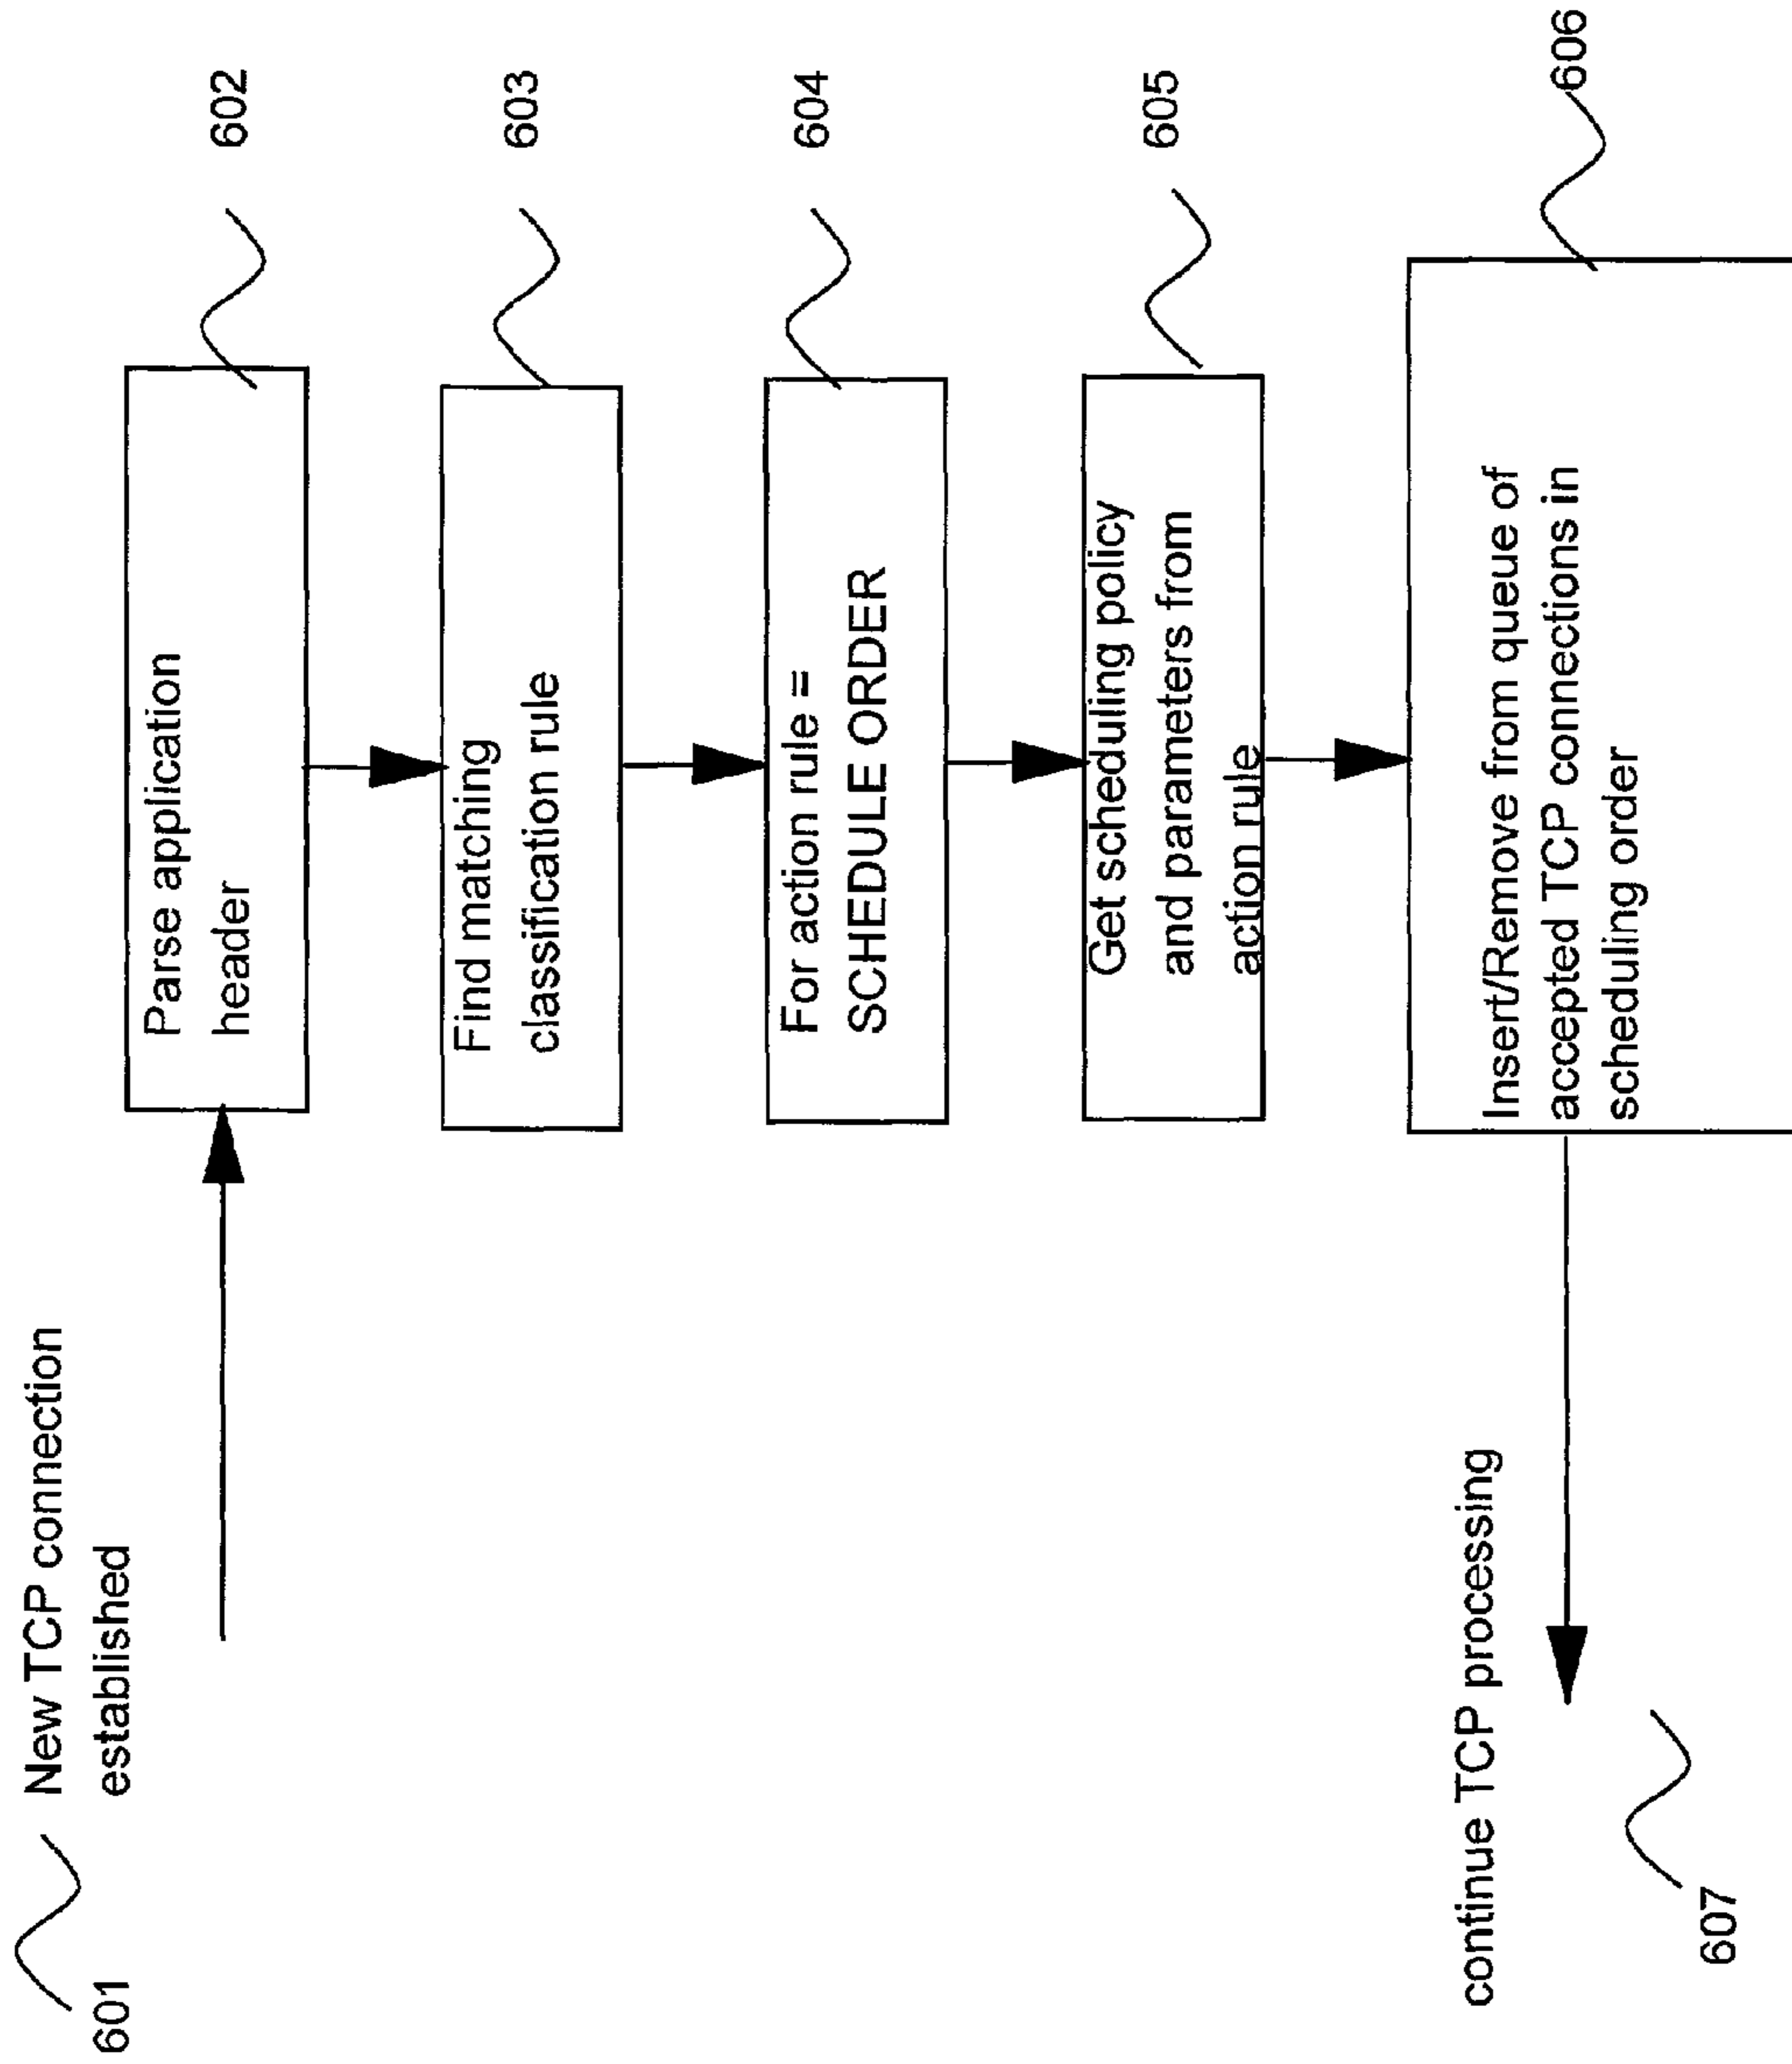 601
New TCP connection
established
Parse application
header
602
Find matching
classification rule
603
For action rule =
SCHEDULE ORDER
604
Get scheduling policy
and parameters from
action rule
605
Insert/Remove from queue of
accepted TCP connections in
scheduling order
606
continue TCP processing
607